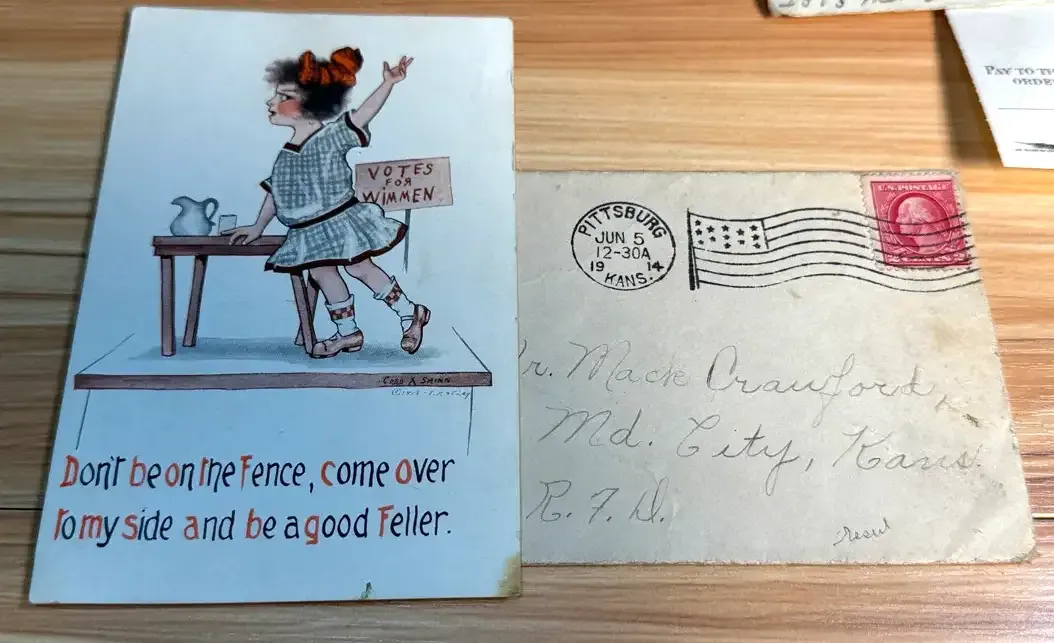 VOTES
FOR
WIMMEN
COBB X SHINN
Don't be on the Fence, come over
to my side and be a good Feller.
PITTSBURG
JUN 5
12-30A
19 14
KANS.
U.S. POSTAGE
r. Mack Crawford,
Md. City, Kans.
R. F. D.
PAY TO TH
ORDE